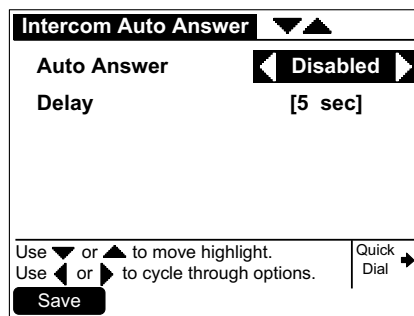 Intercom Auto Answer ▼▲
Auto Answer ◀ Disabled ▶
Delay [5 sec]
Use ▼ or ▲ to move highlight.
Use ◀ or ▶ to cycle through options.
Quick
Dial ➡
Save